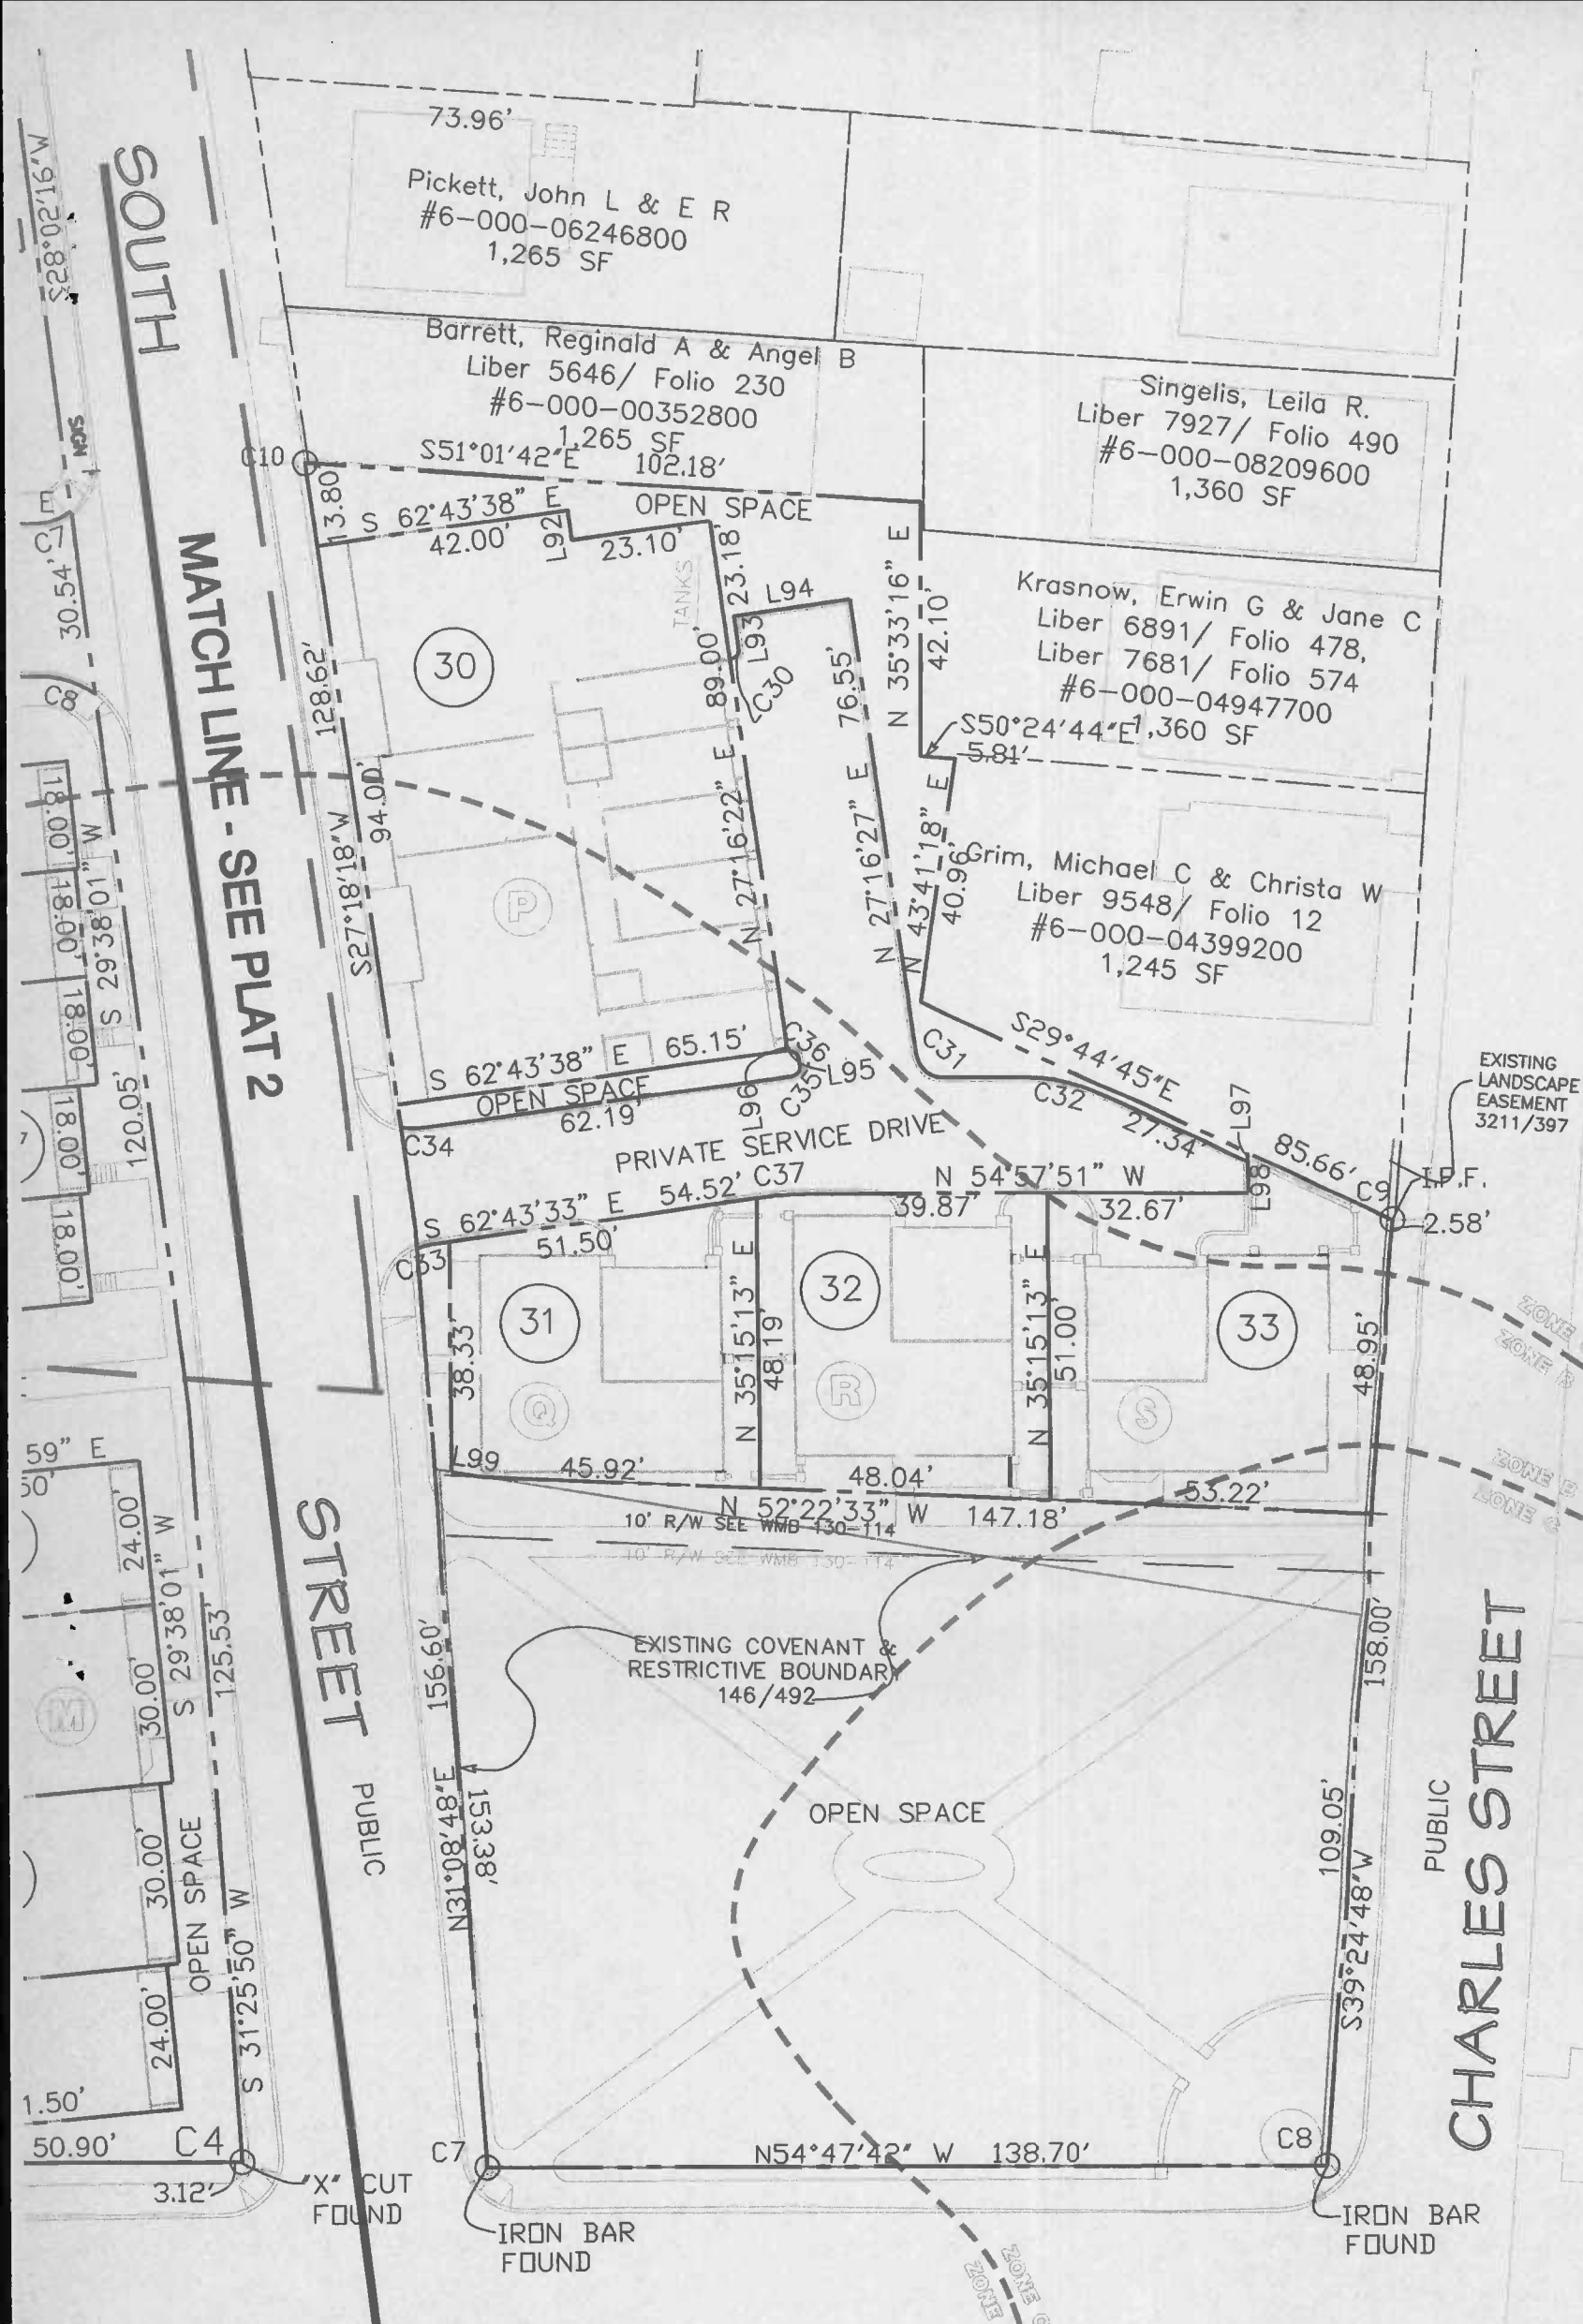 73.96'
Pickett, John L & E R
#6-000-06246800
1,265 SF
S28°02'16"W
SOUTH
Barrett, Reginald A & Angel B
Liber 5646/ Folio 230
#6-000-00352800
1,265 SF
Singelis, Leila R.
Liber 7927/ Folio 490
#6-000-08209600
1,360 SF
SIGN
C10
S51°01'42"E 102.18'
13.80'
S 62°43'38" E
42.00'
L92
23.10'
OPEN SPACE
23.18'
TANKS
L94
L93
C30
89.00'
76.55'
N 35°33'16" E
42.10'
Krasnow, Erwin G & Jane C
Liber 6891/ Folio 478,
Liber 7681/ Folio 574
#6-000-04947700
1,360 SF
S50°24'44"E
5.81'
C7
30.54'
C8
MATCH LINE - SEE PLAT 2
30
128.62'
94.00'
S27°18'18"W
P
N 27°16'22" E
N 27°16'27" E
N 43°41'18" E
40.96'
Grim, Michael C & Christa W
Liber 9548/ Folio 12
#6-000-04399200
1,245 SF
18.00'
18.00'
18.00'
18.00'
18.00'
S 29°38'01" W
120.05'
S 62°43'38" E 65.15'
OPEN SPACE
62.19'
C36
C35
L95
L96
C34
C31
C32
S29°44'45"E
27.34'
L97
L98
85.66'
C9
I.P.F.
2.58'
EXISTING
LANDSCAPE
EASEMENT
3211/397
PRIVATE SERVICE DRIVE
S 62°43'33" E 54.52'
C37
51.50'
C33
N 54°57'51" W
39.87'
32.67'
31
32
33
Q
R
S
38.33'
N 35°15'13" E
48.19'
N 35°15'13" E
51.00'
48.95'
ZONE
ZONE B
L99
45.92'
48.04'
53.22'
N 52°22'33" W 147.18'
10' R/W SEE WMB 130-114
10' R/W SEE WMB 130-114
ZONE B
ZONE C
59" E
50'
24.00'
S 29°38'01" W
125.53'
30.00'
M
30.00'
24.00'
OPEN SPACE
S 31°25'50" W
STREET
PUBLIC
156.60'
N31°08'48"E
153.38'
EXISTING COVENANT &
RESTRICTIVE BOUNDARY
146/492
OPEN SPACE
158.00'
109.05'
S39°24'48"W
PUBLIC
CHARLES STREET
1.50'
50.90'
C4
3.12'
"X" CUT
FOUND
C7
N54°47'42" W 138.70'
C8
IRON BAR
FOUND
IRON BAR
FOUND
ZONE
ZONE C